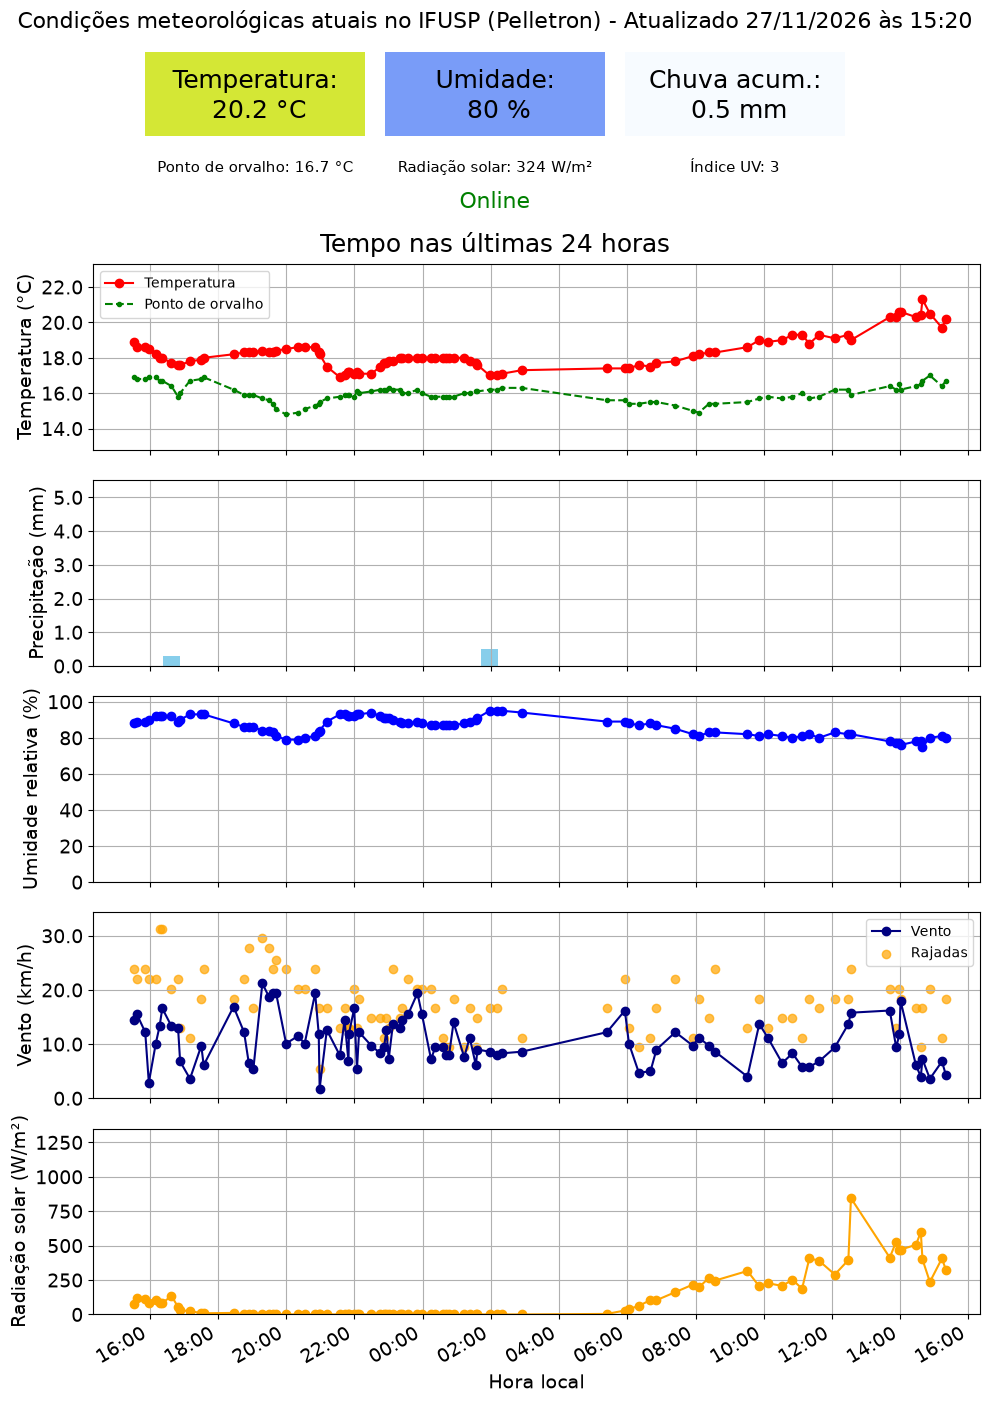 Condições meteorológicas atuais no IFUSP (Pelletron) - Atualizado 27/11/2026 às 15:20
Temperatura:
20.2 °C
Umidade:
80 %
Chuva acum.:
0.5 mm
Ponto de orvalho: 16.7 °C
Radiação solar: 324 W/m²
Índice UV: 3
Online
Tempo nas últimas 24 horas
Temperatura (°C)
22.0
20.0
18.0
16.0
14.0
Temperatura
Ponto de orvalho
Precipitação (mm)
5.0
4.0
3.0
2.0
1.0
0.0
Umidade relativa (%)
100
80
60
40
20
0
Vento (km/h)
30.0
20.0
10.0
0.0
Vento
Rajadas
Radiação solar (W/m²)
1250
1000
750
500
250
0
16:00
18:00
20:00
22:00
00:00
02:00
04:00
06:00
08:00
10:00
12:00
14:00
16:00
Hora local